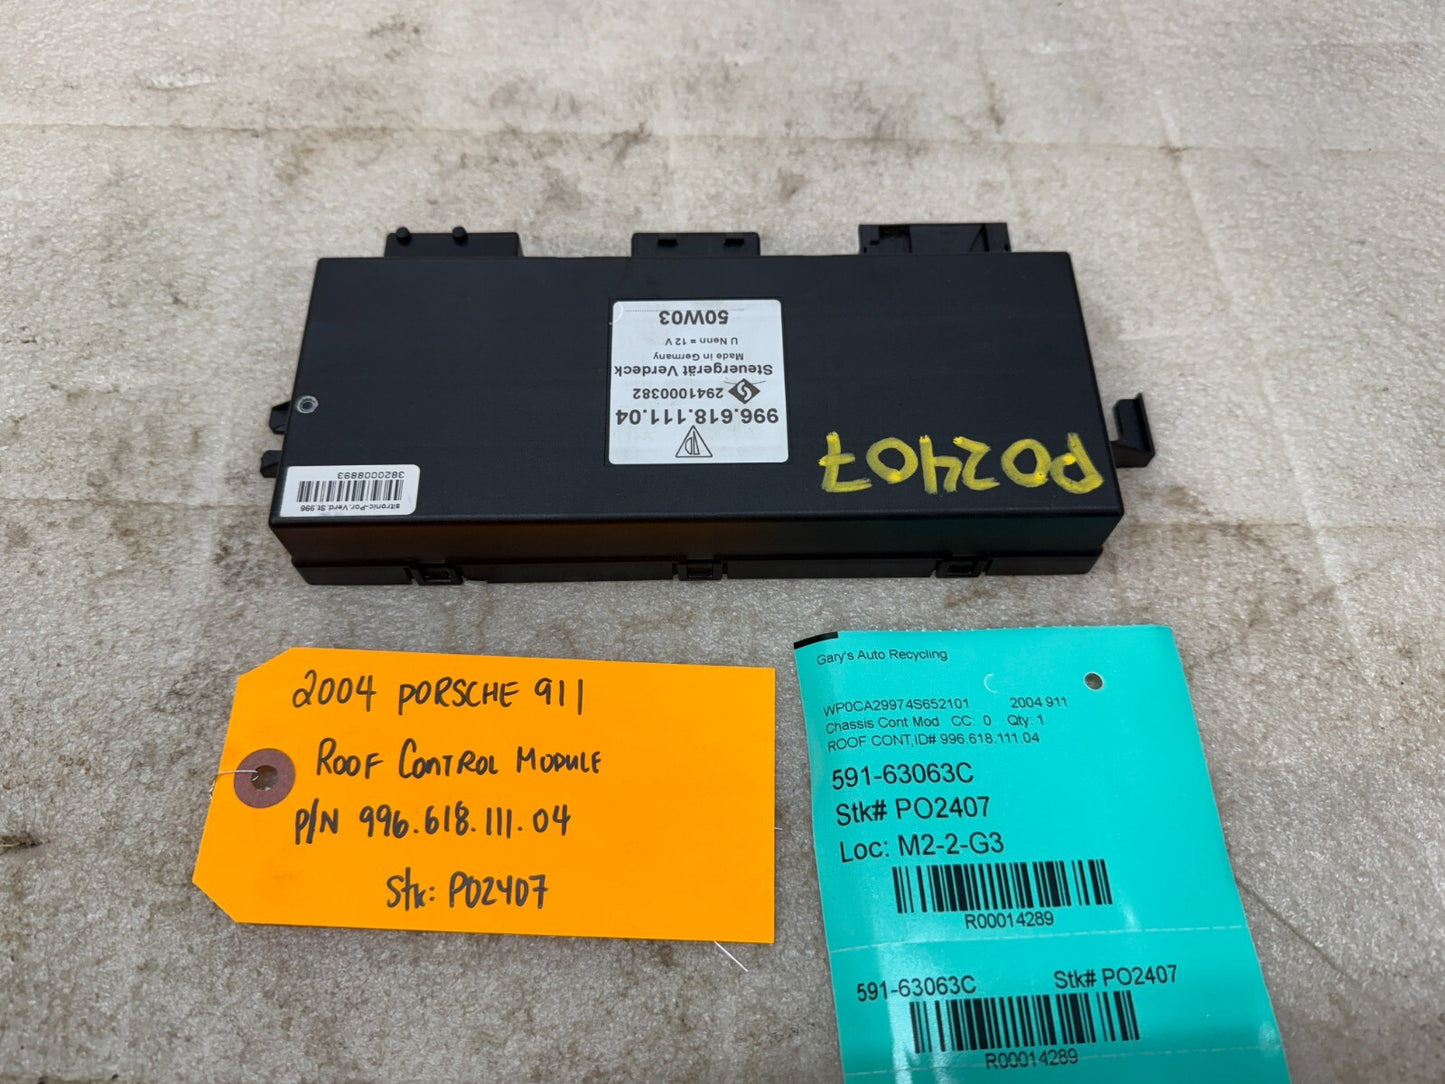 50W03
U Nenn = 12 V
Made in Germany
Steuergerät Verdeck
2941000382
996.618.111.04
PO2407
3820008893
sitronic-Por.Verd.St.996
2004 PORSCHE 911
ROOF CONTROL MODULE
P/N 996.618.111.04
Stk: PO2407
Gary's Auto Recycling
WP0CA29974S652101 2004 911
Chassis Cont Mod CC: 0 Qty: 1
ROOF CONT,ID# 996.618.111.04
591-63063C
Stk# PO2407
Loc: M2-2-G3
R00014289
591-63063C Stk# PO2407
R00014289